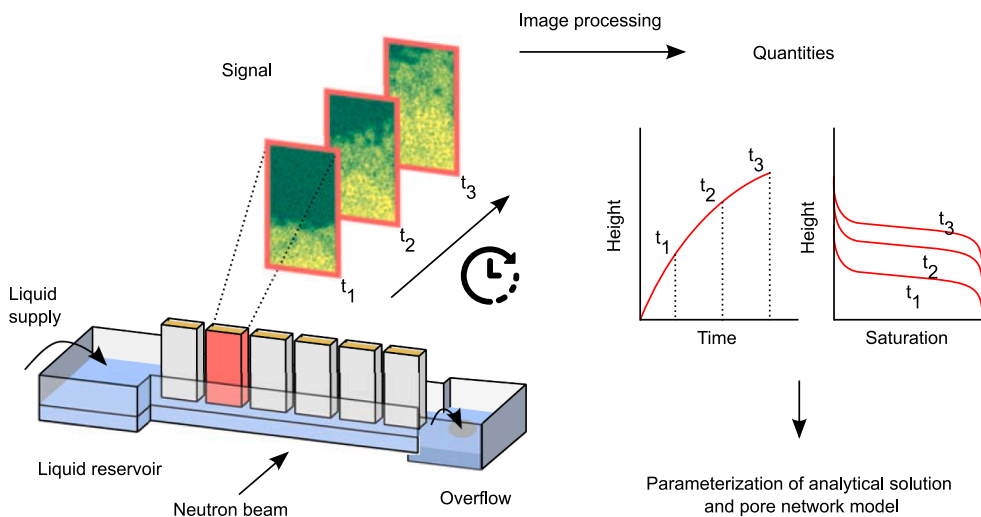 Image processing
Signal
Quantities
t3
t2
t1
Height
t1
t2
t3
Time
Height
t3
t2
t1
Saturation
Liquid
supply
Liquid reservoir
Neutron beam
Overflow
Parameterization of analytical solution
and pore network model